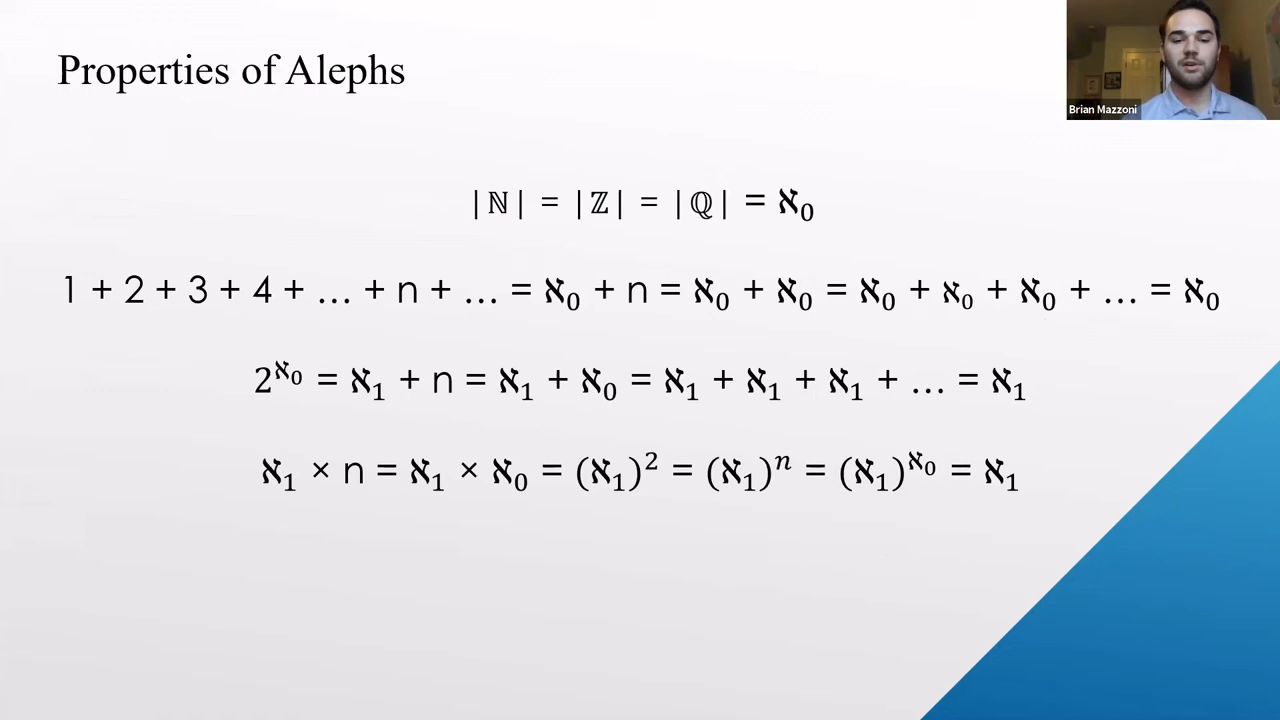 Properties of Alephs
Brian Mazzoni
|ℕ| = |ℤ| = |ℚ| = ℵ₀
1 + 2 + 3 + 4 + … + n + … = ℵ₀ + n = ℵ₀ + ℵ₀ = ℵ₀ + ℵ₀ + ℵ₀ + … = ℵ₀
2^ℵ₀ = ℵ₁ + n = ℵ₁ + ℵ₀ = ℵ₁ + ℵ₁ + ℵ₁ + … = ℵ₁
ℵ₁ × n = ℵ₁ × ℵ₀ = (ℵ₁)² = (ℵ₁)ⁿ = (ℵ₁)^ℵ₀ = ℵ₁